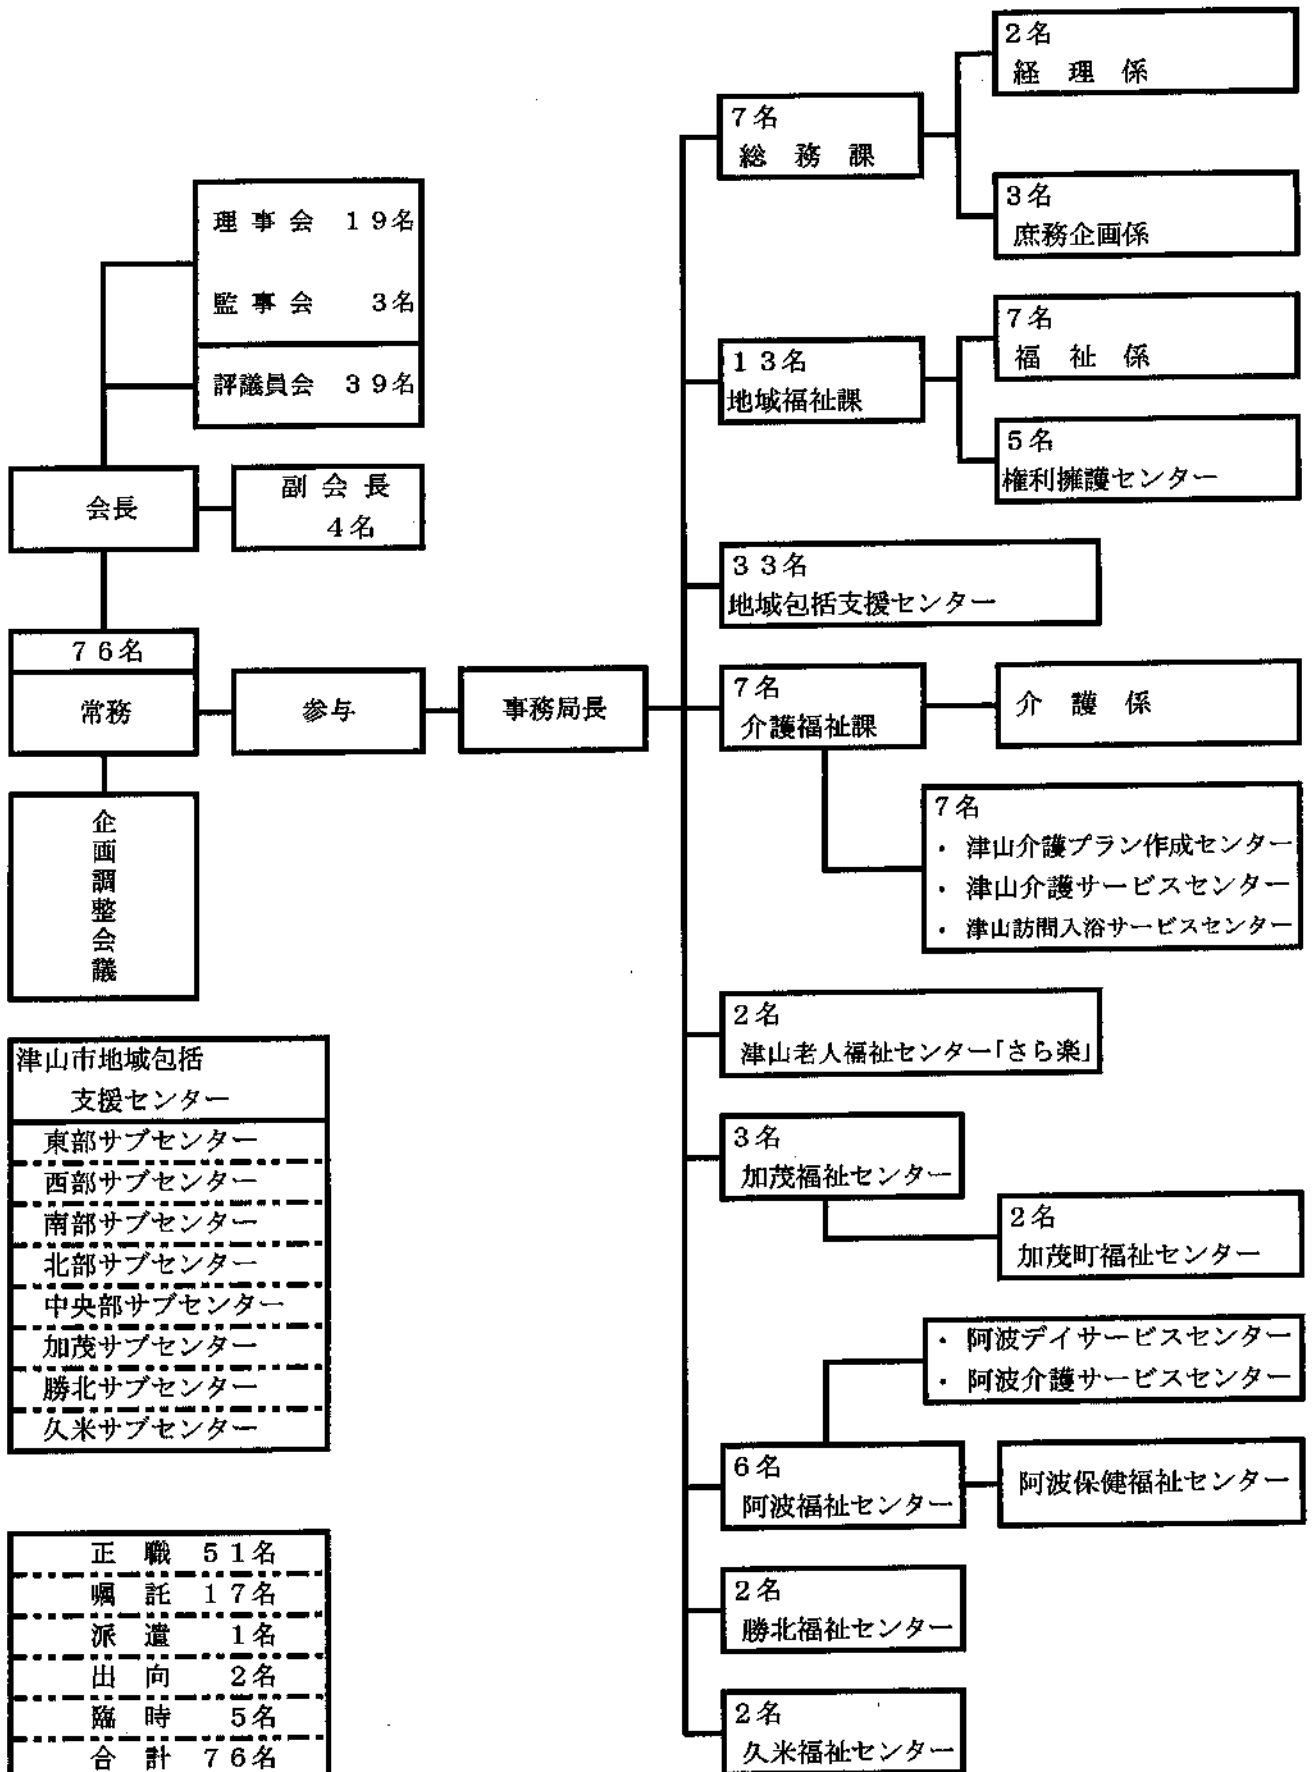 理事会 19名
監事会 3名
評議員会 39名
会長
副会長
4名
76名
常務
参与
事務局長
企画調整会議
津山市地域包括
支援センター
東部サブセンター
西部サブセンター
南部サブセンター
北部サブセンター
中央部サブセンター
加茂サブセンター
勝北サブセンター
久米サブセンター
正職 51名
嘱託 17名
派遣 1名
出向 2名
臨時 5名
合計 76名
7名
総務課
2名
経理係
3名
庶務企画係
13名
地域福祉課
7名
福祉係
5名
権利擁護センター
33名
地域包括支援センター
7名
介護福祉課
介護係
7名
・津山介護プラン作成センター
・津山介護サービスセンター
・津山訪問入浴サービスセンター
2名
津山老人福祉センター「さら楽」
3名
加茂福祉センター
2名
加茂町福祉センター
・阿波デイサービスセンター
・阿波介護サービスセンター
6名
阿波福祉センター
阿波保健福祉センター
2名
勝北福祉センター
2名
久米福祉センター